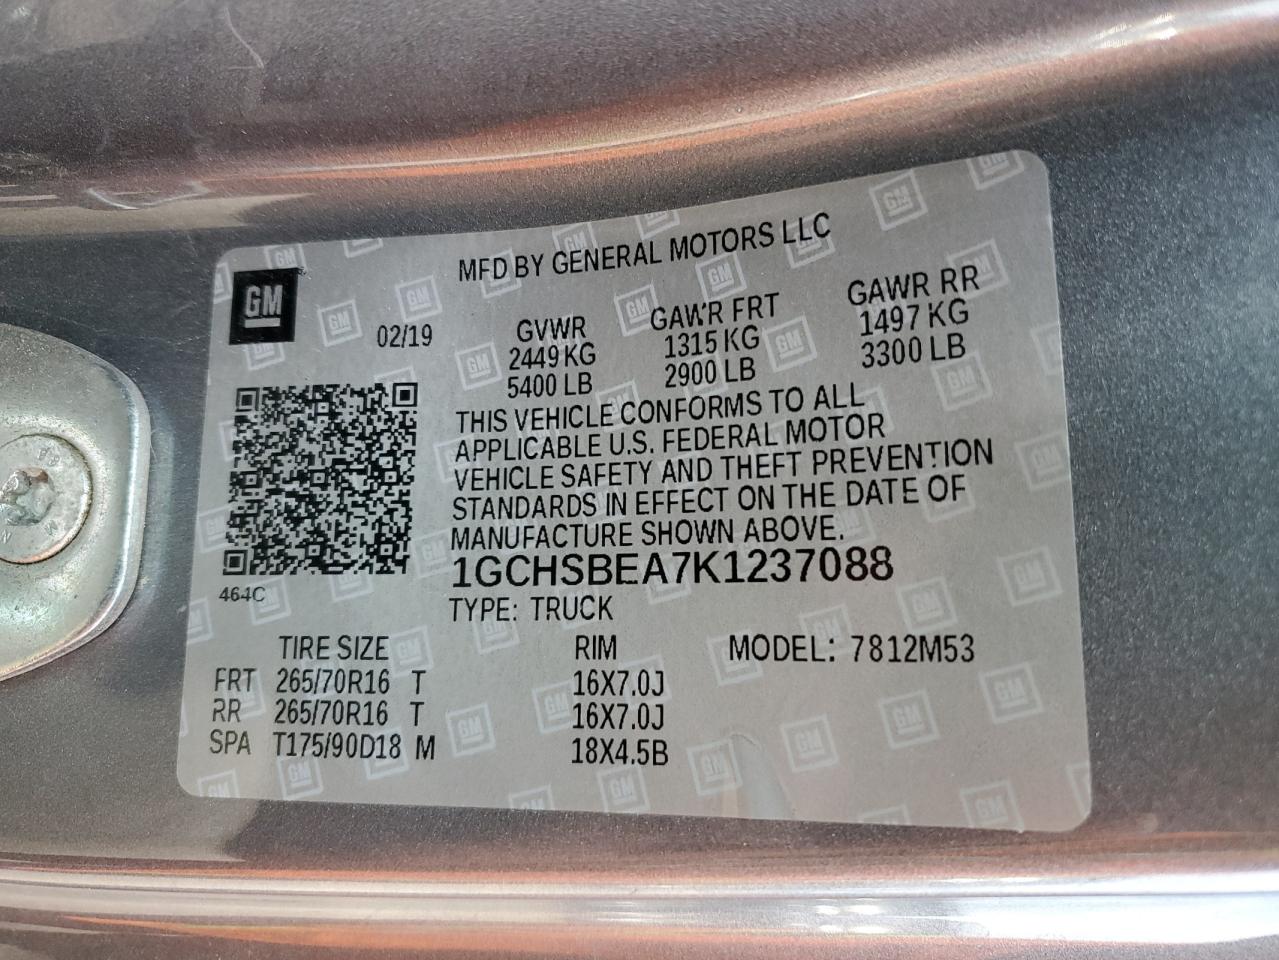 MFD BY GENERAL MOTORS LLC
GM
02/19
GVWR GAWR FRT GAWR RR
2449 KG 1315 KG 1497 KG
5400 LB 2900 LB 3300 LB
THIS VEHICLE CONFORMS TO ALL
APPLICABLE U.S. FEDERAL MOTOR
VEHICLE SAFETY AND THEFT PREVENTION
STANDARDS IN EFFECT ON THE DATE OF
MANUFACTURE SHOWN ABOVE.
1GCHSBEA7K1237088
464C
TYPE: TRUCK
TIRE SIZE RIM MODEL: 7812M53
FRT 265/70R16 T 16X7.0J
RR 265/70R16 T 16X7.0J
SPA T175/90D18 M 18X4.5B